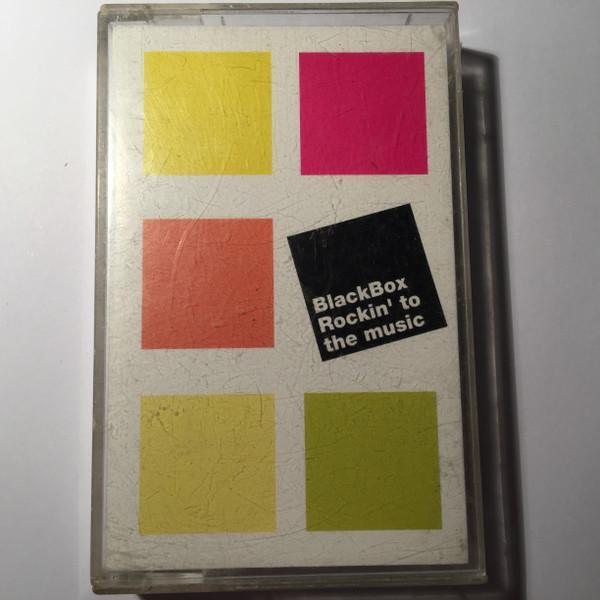 BlackBox
Rockin' to
the music